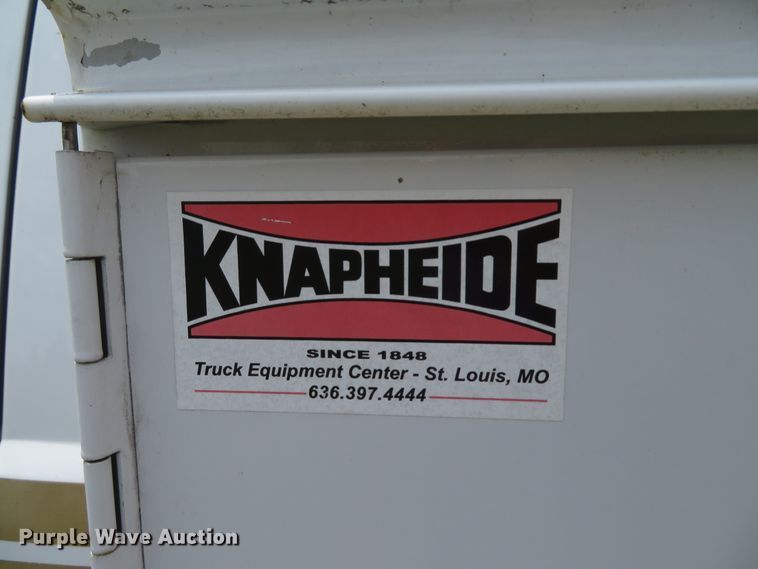 KNAPHEIDE
SINCE 1848
Truck Equipment Center - St. Louis, MO
636.397.4444
Purple Wave Auction